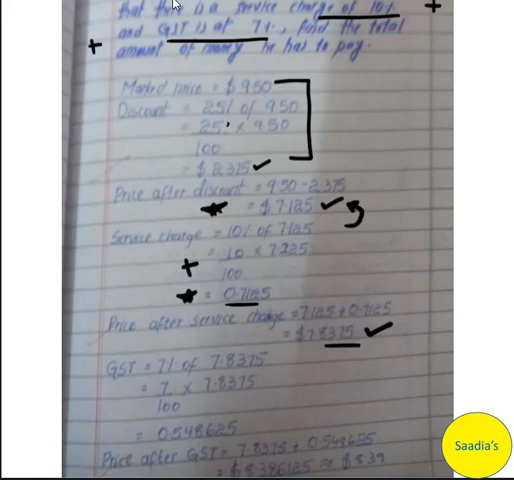 that there is a service charge of 10%
and GST is at 7%, find the total
amount of money he has to pay.
Marked price = $9.50
Discount = 25% of 9.50
= 25 × 9.50
100
= $2.375
Price after discount = 9.50 - 2.375
= $7.125
Service charge = 10% of 7.125
= 10 × 7.125
100
= 0.7125
Price after service charge = 7.125 + 0.7125
= $7.8375
GST = 7% of 7.8375
= 7 × 7.8375
100
= 0.548625
Price after GST = 7.8375 + 0.548625
= $8.386125 ≈ $8.39
Saadia's